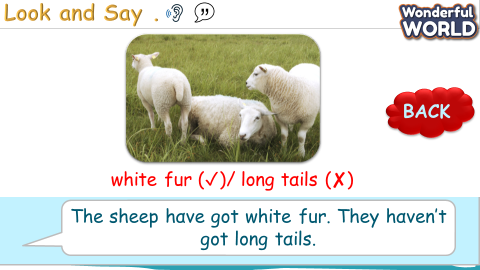 Look and Say .
Wonderful
WORLD
BACK
white fur (✓)/ long tails (✗)
The sheep have got white fur. They haven't
got long tails.